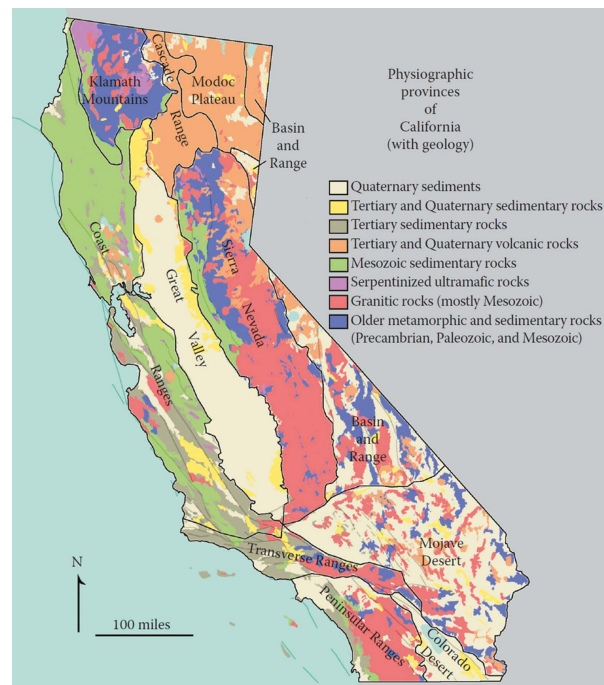 Klamath
Mountains
Cascade
Range
Modoc
Plateau
Basin
and
Range
Physiographic
provinces
of
California
(with geology)
Quaternary sediments
Tertiary and Quaternary sedimentary rocks
Tertiary sedimentary rocks
Tertiary and Quaternary volcanic rocks
Mesozoic sedimentary rocks
Serpentinized ultramafic rocks
Granitic rocks (mostly Mesozoic)
Older metamorphic and sedimentary rocks
(Precambrian, Paleozoic, and Mesozoic)
Coast
Ranges
Great
Valley
Sierra
Nevada
Basin
and
Range
Mojave
Desert
Transverse Ranges
Peninsular Ranges
Colorado
Desert
N
100 miles